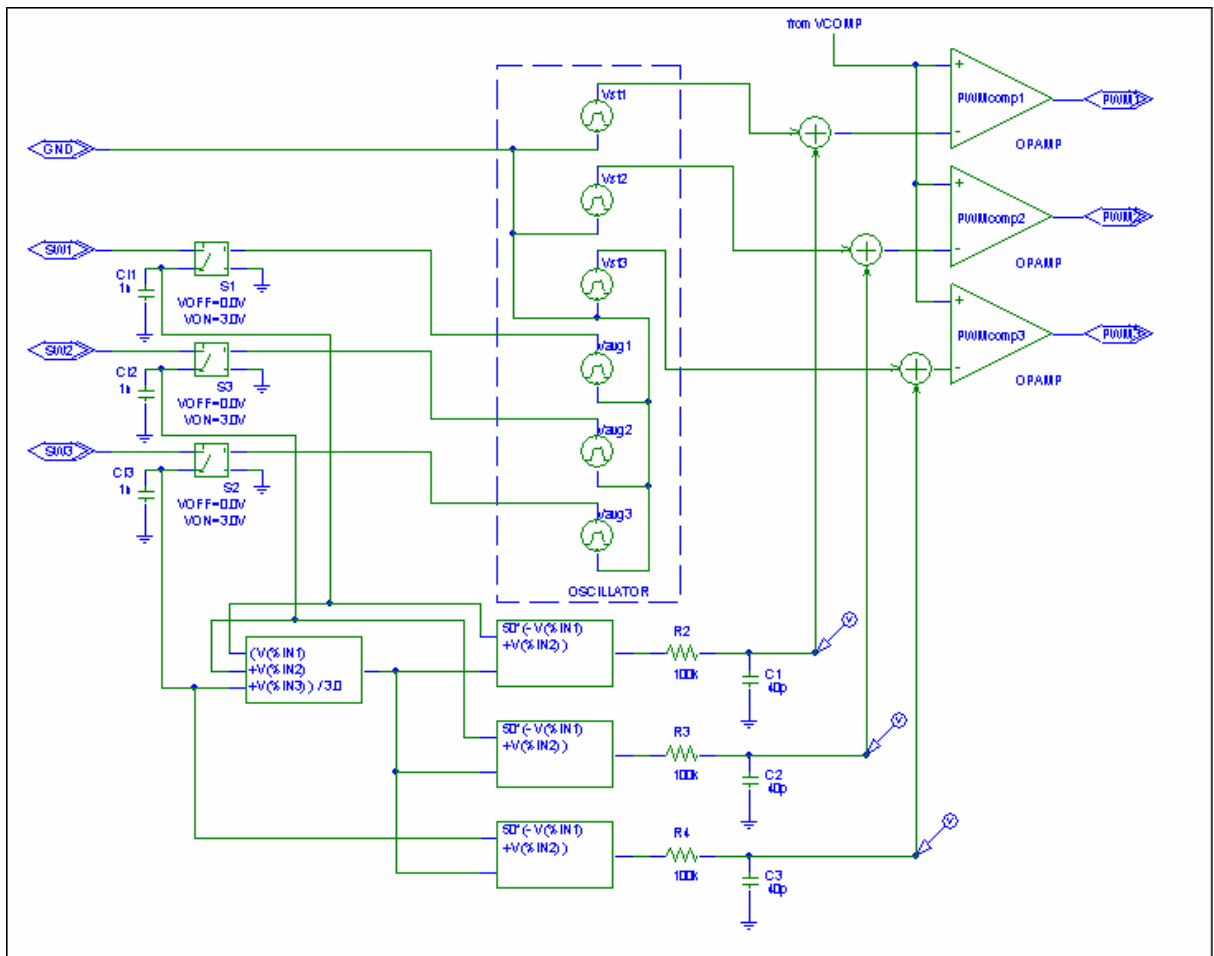 from VCOMP
Vst1
PWMcomp1
PWM1
OPAMP
GND
Vst2
PWMcomp2
PWM2
OPAMP
SW1
CI1
1n
S1
VOFF=0.0V
VON=3.0V
Vst3
PWMcomp3
PWM3
OPAMP
SW2
CI2
1n
S3
VOFF=0.0V
VON=3.0V
Vaug1
SW3
CI3
1n
S2
VOFF=0.0V
VON=3.0V
Vaug2
Vaug3
OSCILLATOR
(V(%IN1)
+V(%IN2)
+V(%IN3))/3.0
50*(-V(%IN1)
+V(%IN2))
R2
100k
C1
40p
V
50*(-V(%IN1)
+V(%IN2))
R3
100k
C2
40p
V
50*(-V(%IN1)
+V(%IN2))
R4
100k
C3
40p
V